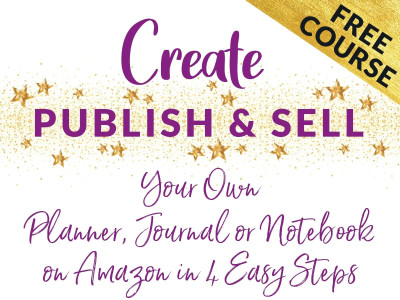 FREE
COURSE
Create
PUBLISH & SELL
Your Own
Planner, Journal or Notebook
on Amazon in 4 Easy Steps